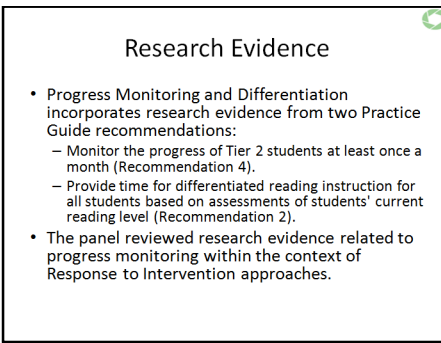 Research Evidence
• Progress Monitoring and Differentiation
incorporates research evidence from two Practice
Guide recommendations:
– Monitor the progress of Tier 2 students at least once a
month (Recommendation 4).
– Provide time for differentiated reading instruction for
all students based on assessments of students' current
reading level (Recommendation 2).
• The panel reviewed research evidence related to
progress monitoring within the context of
Response to Intervention approaches.